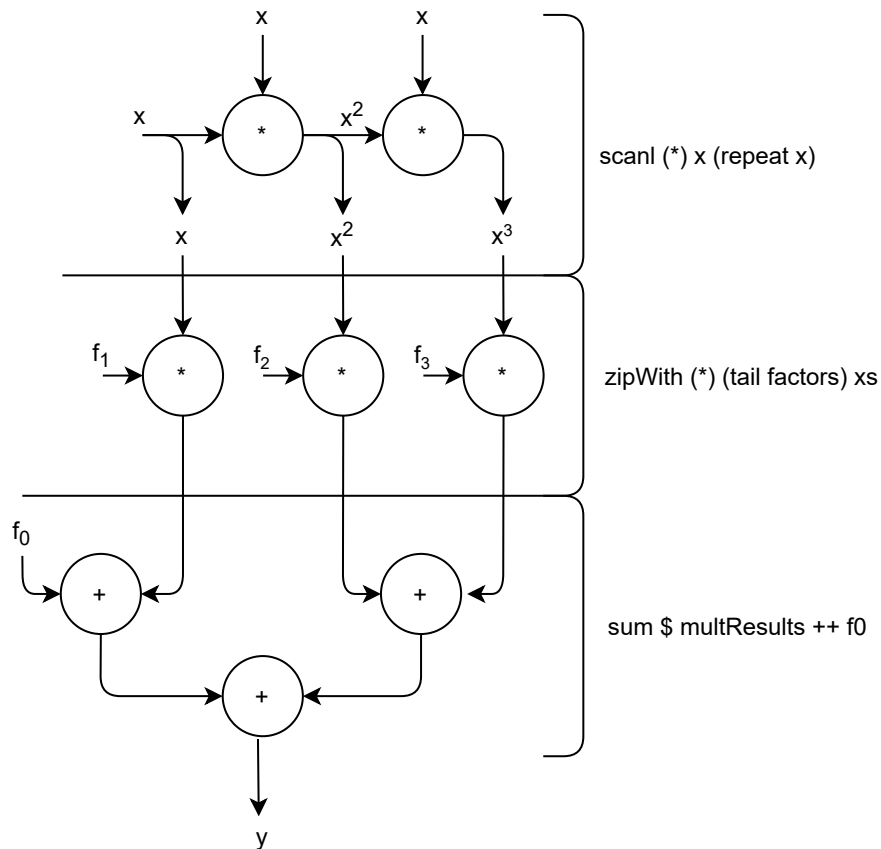 x x
x x²
* *
scanl (*) x (repeat x)
x x² x³
f₁ f₂ f₃
* * *
zipWith (*) (tail factors) xs
f₀
+ +
sum $ multResults ++ f0
+
y